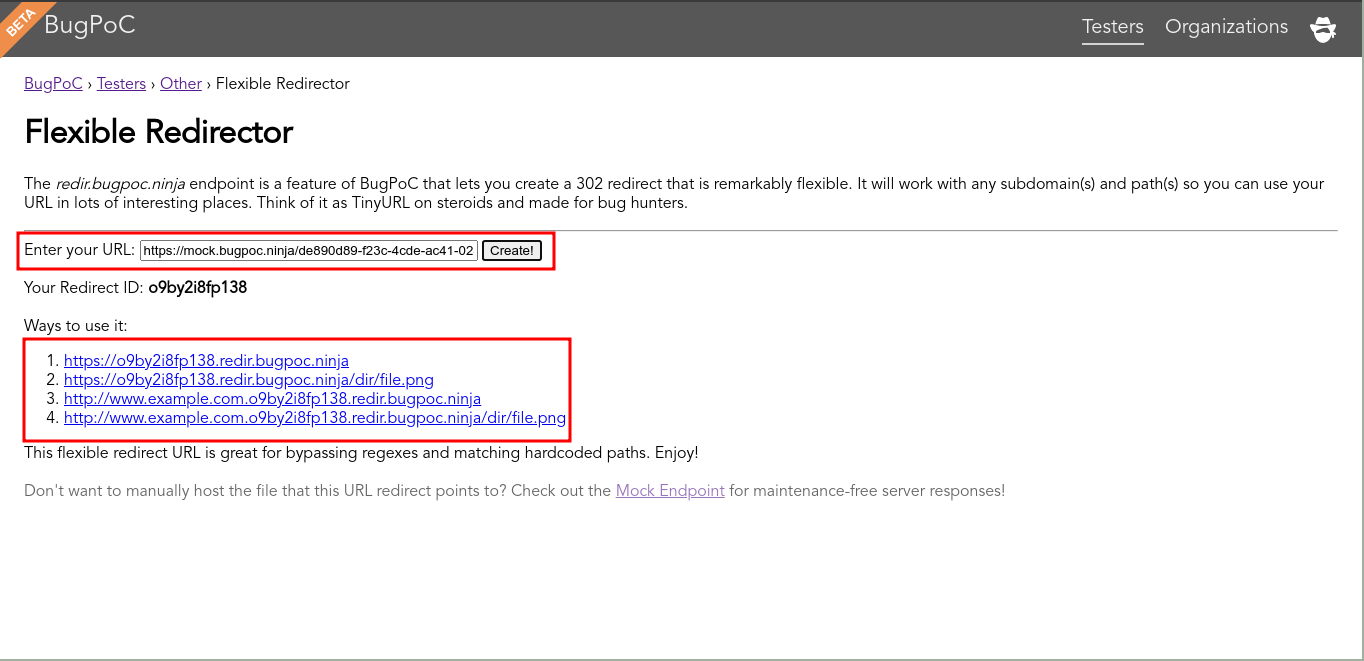 BETA
BugPoC
Testers Organizations
BugPoC › Testers › Other › Flexible Redirector
Flexible Redirector
The redir.bugpoc.ninja endpoint is a feature of BugPoC that lets you create a 302 redirect that is remarkably flexible. It will work with any subdomain(s) and path(s) so you can use your
URL in lots of interesting places. Think of it as TinyURL on steroids and made for bug hunters.
Enter your URL: https://mock.bugpoc.ninja/de890d89-f23c-4cde-ac41-02 Create!
Your Redirect ID: o9by2i8fp138
Ways to use it:
1. https://o9by2i8fp138.redir.bugpoc.ninja
2. https://o9by2i8fp138.redir.bugpoc.ninja/dir/file.png
3. http://www.example.com.o9by2i8fp138.redir.bugpoc.ninja
4. http://www.example.com.o9by2i8fp138.redir.bugpoc.ninja/dir/file.png
This flexible redirect URL is great for bypassing regexes and matching hardcoded paths. Enjoy!
Don't want to manually host the file that this URL redirect points to? Check out the Mock Endpoint for maintenance-free server responses!